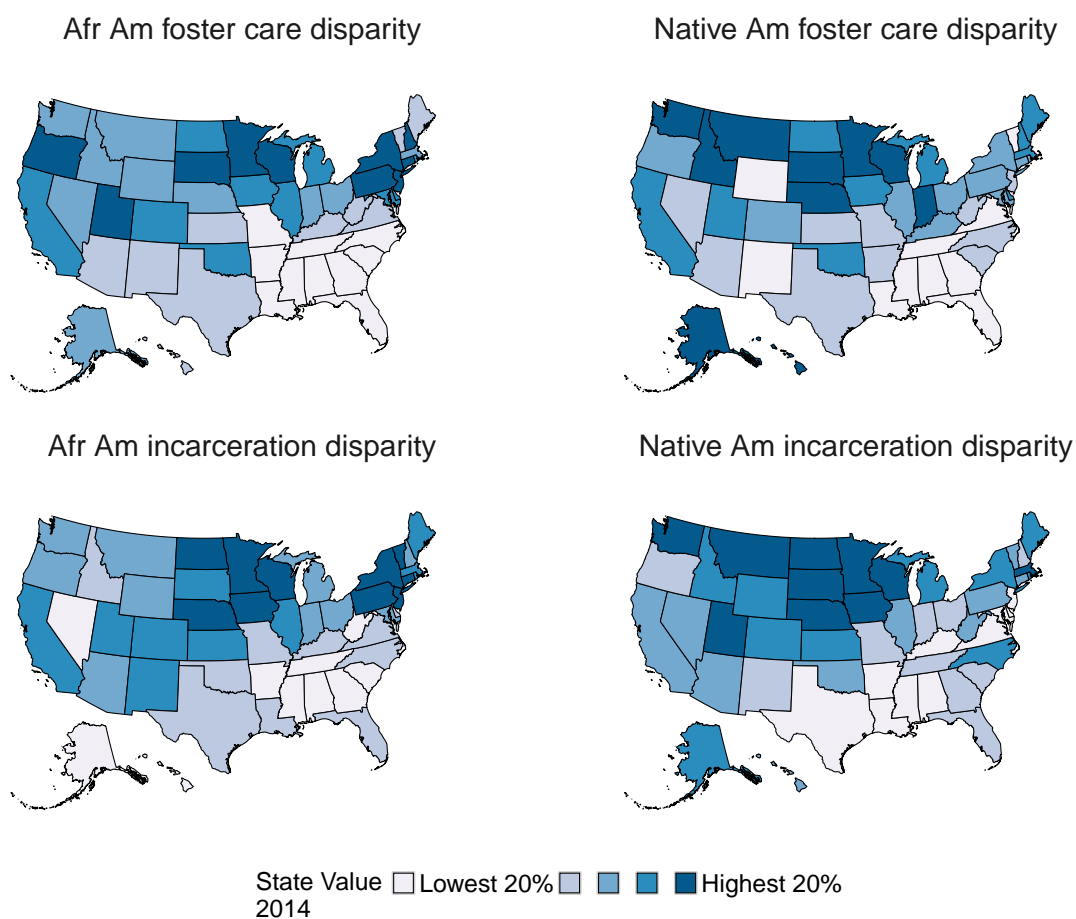 Afr Am foster care disparity
Native Am foster care disparity
Afr Am incarceration disparity
Native Am incarceration disparity
State Value Lowest 20% Highest 20%
2014